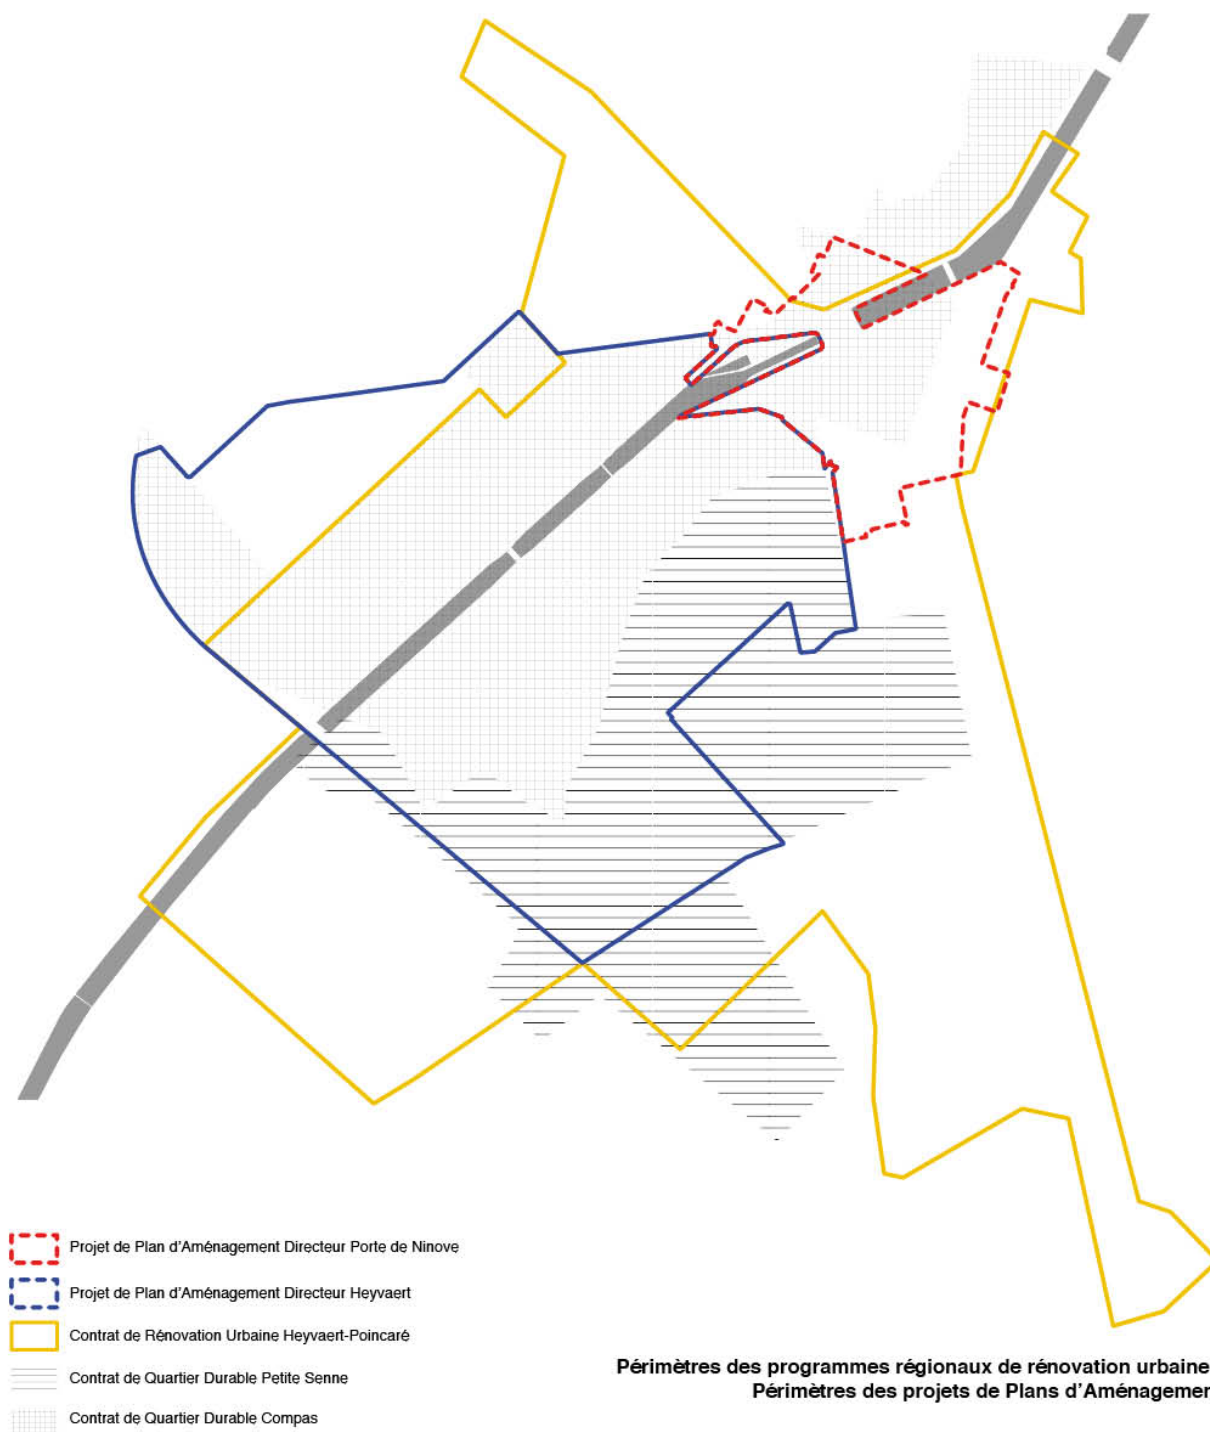 Projet de Plan d'Aménagement Directeur Porte de Ninove
Projet de Plan d'Aménagement Directeur Heyvaert
Contrat de Rénovation Urbaine Heyvaert-Poincaré
Contrat de Quartier Durable Petite Senne
Contrat de Quartier Durable Compas
Périmètres des programmes régionaux de rénovation urbaine
Périmètres des projets de Plans d'Aménagemer